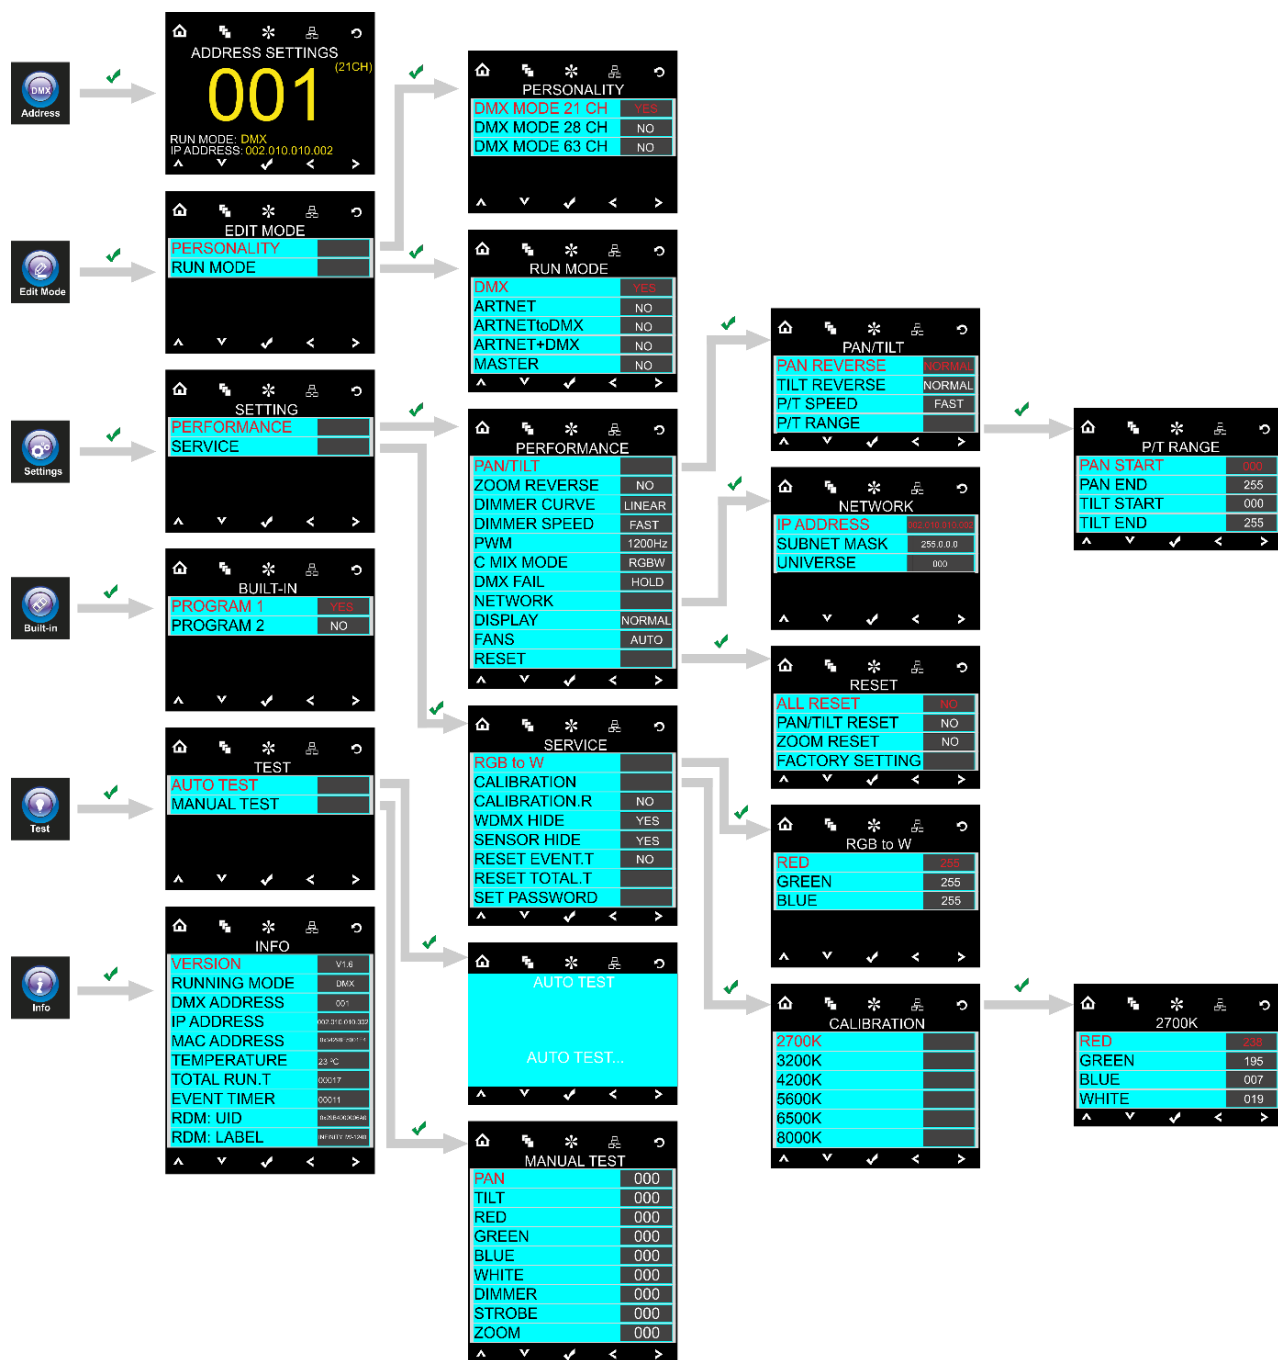 DMX
Address
ADDRESS SETTINGS
001
(21CH)
RUN MODE: DMX
IP ADDRESS: 002.010.010.002
PERSONALITY
DMX MODE 21 CH YES
DMX MODE 28 CH NO
DMX MODE 63 CH NO
Edit Mode
EDIT MODE
PERSONALITY
RUN MODE
RUN MODE
DMX YES
ARTNET NO
ARTNETtoDMX NO
ARTNET+DMX NO
MASTER NO
PAN/TILT
PAN REVERSE NORMAL
TILT REVERSE NORMAL
P/T SPEED FAST
P/T RANGE
P/T RANGE
PAN START 000
PAN END 255
TILT START 000
TILT END 255
Settings
SETTING
PERFORMANCE
SERVICE
PERFORMANCE
PAN/TILT
ZOOM REVERSE NO
DIMMER CURVE LINEAR
DIMMER SPEED FAST
PWM 1200Hz
C MIX MODE RGBW
DMX FAIL HOLD
NETWORK
DISPLAY NORMAL
FANS AUTO
RESET
NETWORK
IP ADDRESS 002.010.010.002
SUBNET MASK 255.0.0.0
UNIVERSE 000
Built-in
BUILT-IN
PROGRAM 1 YES
PROGRAM 2 NO
RESET
ALL RESET NO
PAN/TILT RESET NO
ZOOM RESET NO
FACTORY SETTING
SERVICE
RGB to W
CALIBRATION
CALIBRATION.R NO
WDMX HIDE YES
SENSOR HIDE YES
RESET EVENT.T NO
RESET TOTAL.T
SET PASSWORD
Test
TEST
AUTO TEST
MANUAL TEST
RGB to W
RED 255
GREEN 255
BLUE 255
Info
INFO
VERSION V1.6
RUNNING MODE DMX
DMX ADDRESS 001
IP ADDRESS
MAC ADDRESS
TEMPERATURE 23 ºC
TOTAL RUN.T 00017
EVENT TIMER 00011
RDM: UID
RDM: LABEL
AUTO TEST
AUTO TEST...
CALIBRATION
2700K
3200K
4200K
5600K
6500K
8000K
2700K
RED 238
GREEN 195
BLUE 007
WHITE 019
MANUAL TEST
PAN 000
TILT 000
RED 000
GREEN 000
BLUE 000
WHITE 000
DIMMER 000
STROBE 000
ZOOM 000